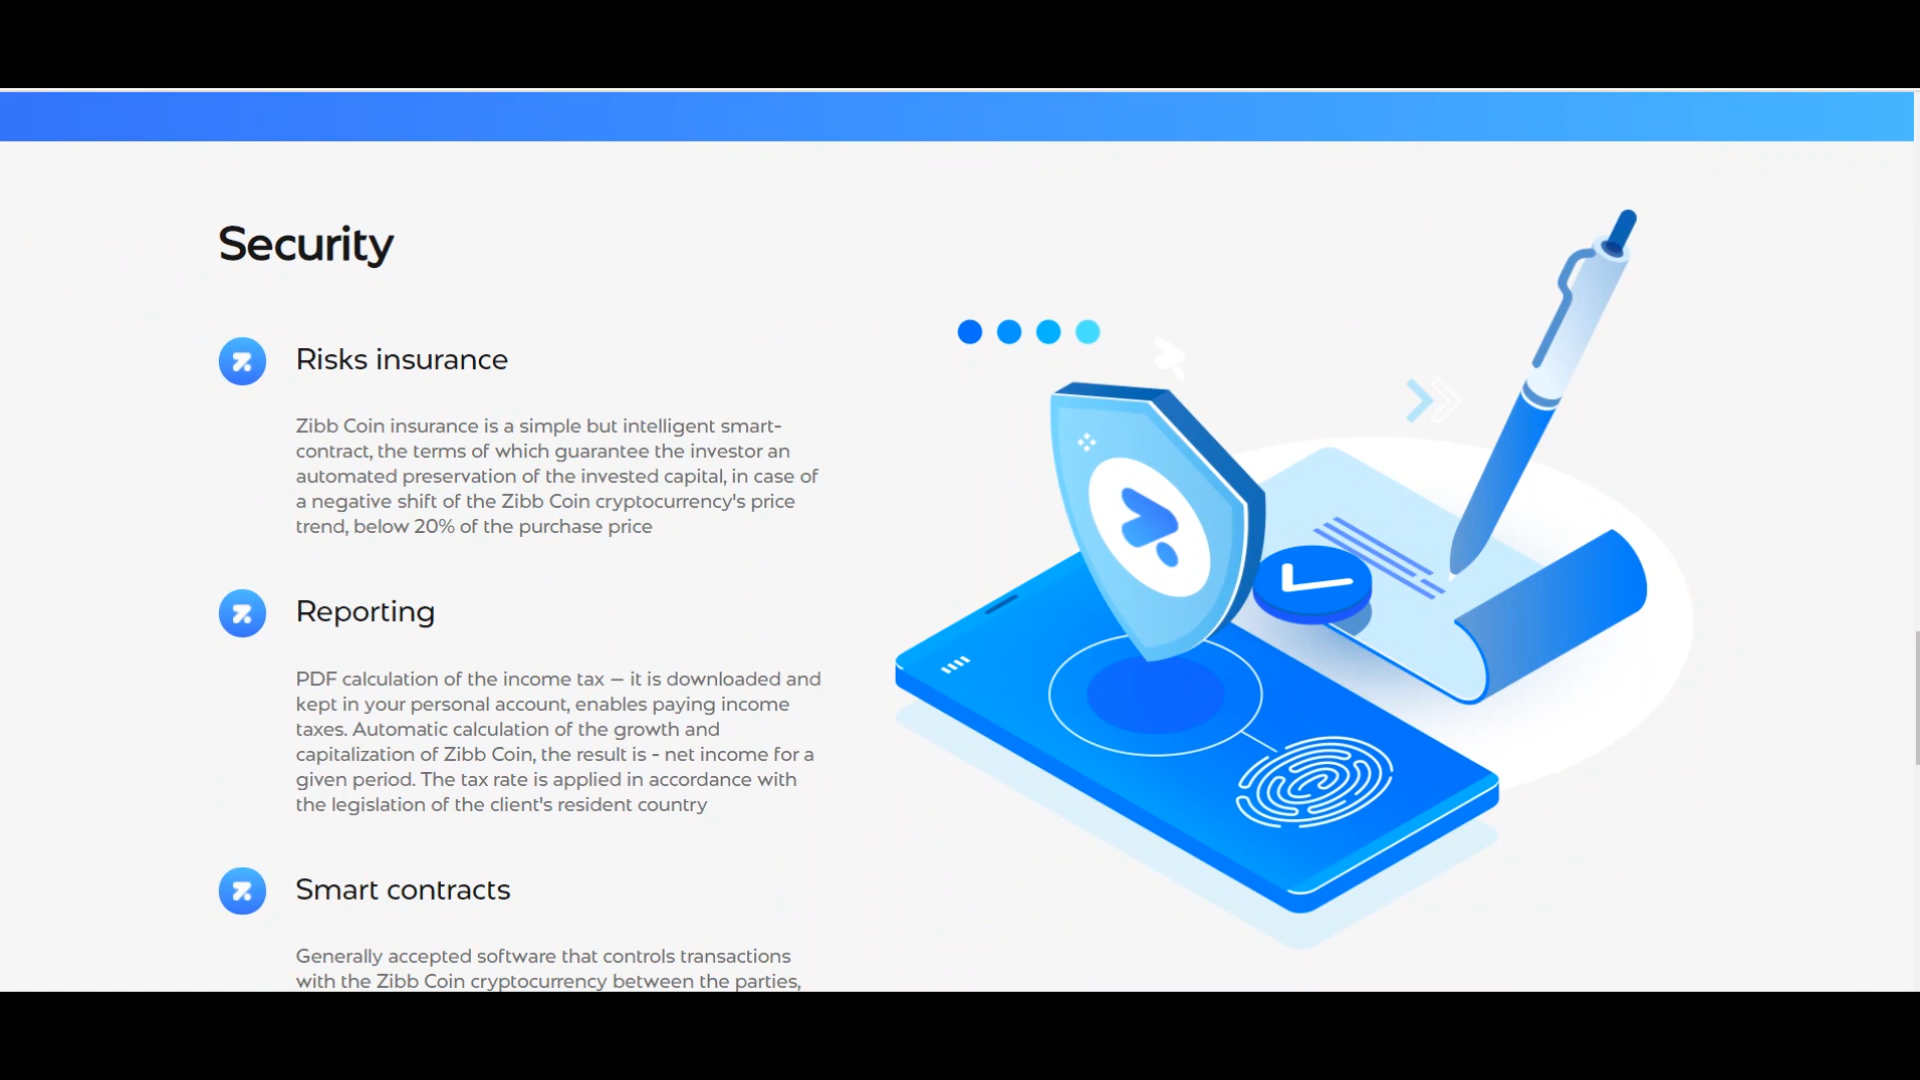 Security
Risks insurance
Zibb Coin insurance is a simple but intelligent smart-
contract, the terms of which guarantee the investor an
automated preservation of the invested capital, in case of
a negative shift of the Zibb Coin cryptocurrency's price
trend, below 20% of the purchase price
Reporting
PDF calculation of the income tax – it is downloaded and
kept in your personal account, enables paying income
taxes. Automatic calculation of the growth and
capitalization of Zibb Coin, the result is - net income for a
given period. The tax rate is applied in accordance with
the legislation of the client's resident country
Smart contracts
Generally accepted software that controls transactions
with the Zibb Coin cryptocurrency between the parties,